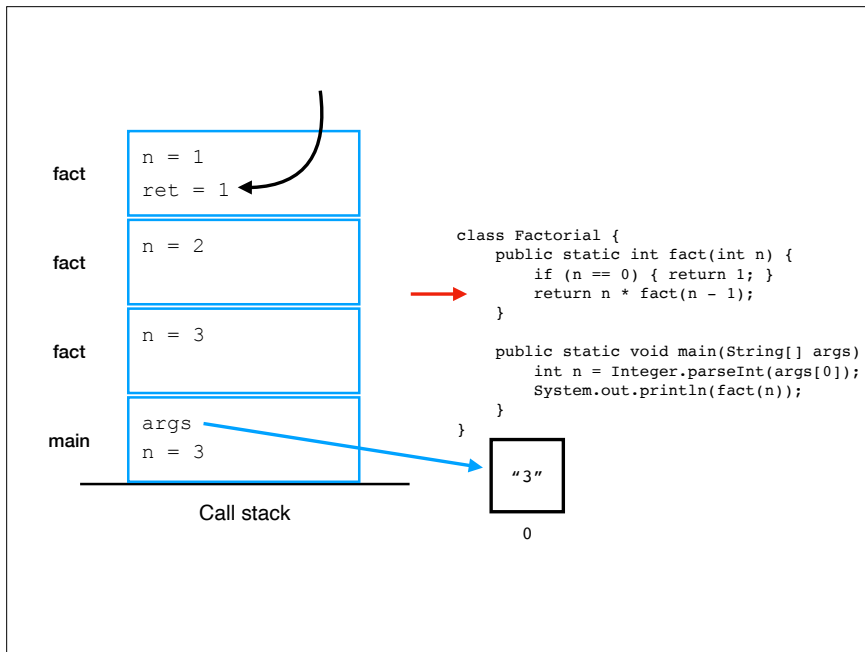 fact
n = 1
ret = 1
fact
n = 2
fact
n = 3
main
args
n = 3
Call stack
class Factorial {
    public static int fact(int n) {
        if (n == 0) { return 1; }
        return n * fact(n - 1);
    }
    public static void main(String[] args)
        int n = Integer.parseInt(args[0]);
        System.out.println(fact(n));
    }
}
“3”
0